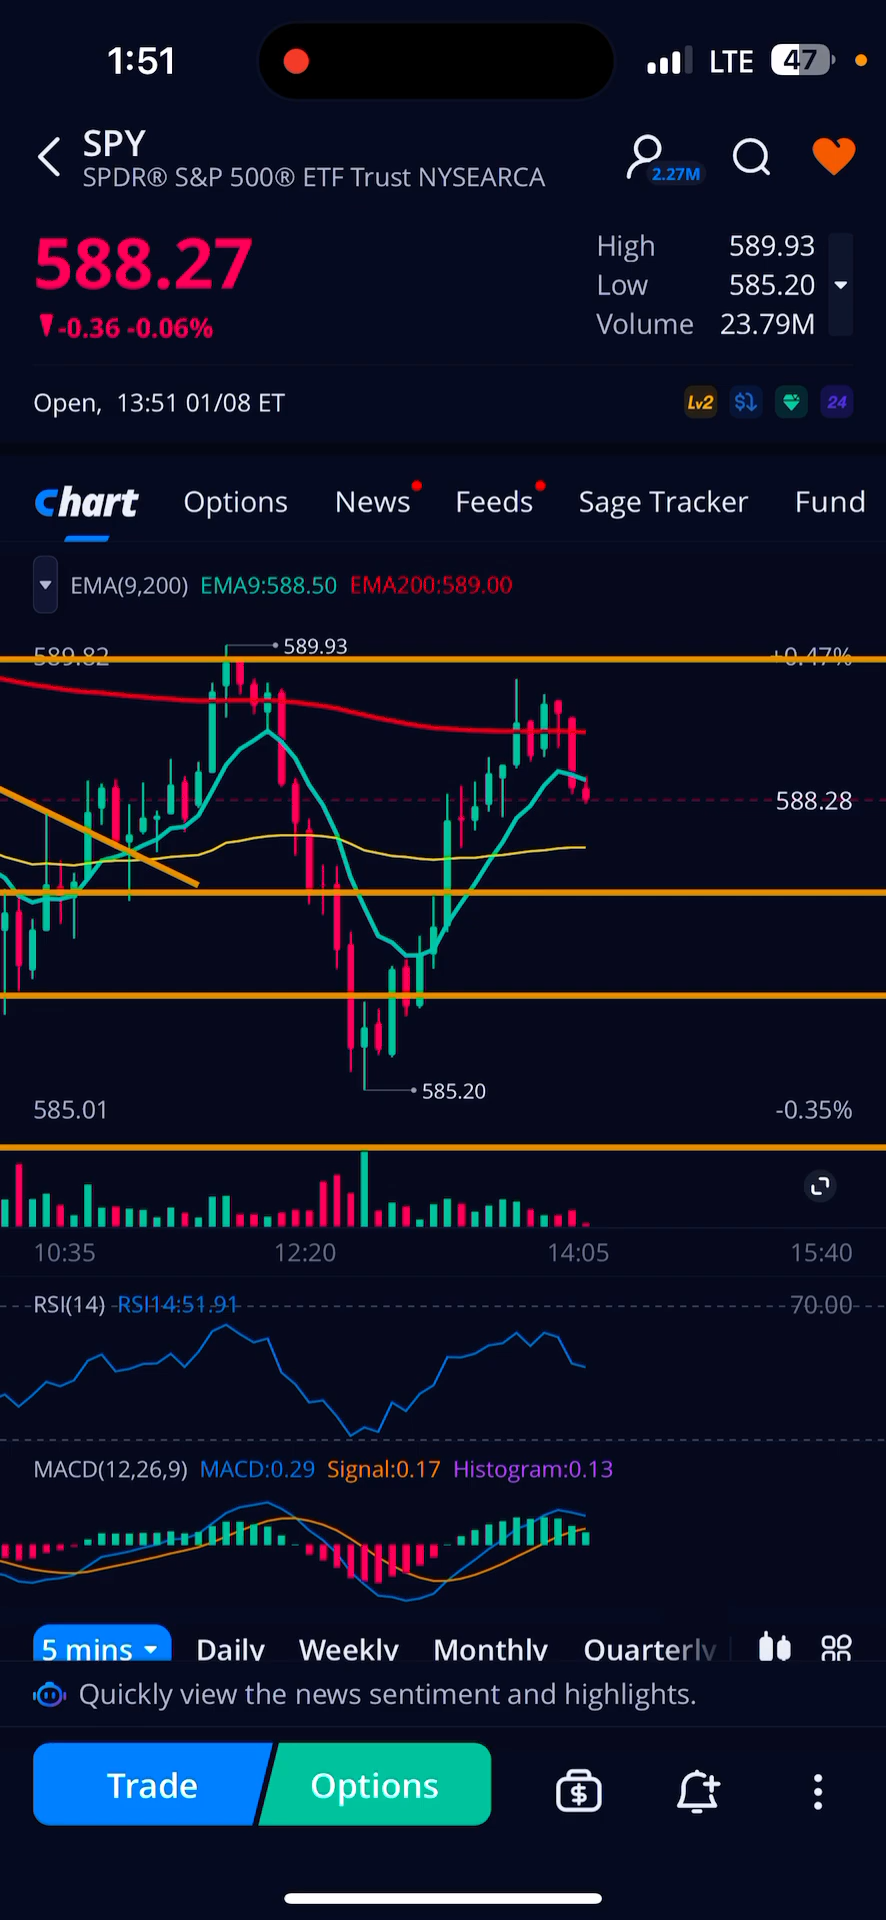 1:51
LTE 47
SPY
SPDR® S&P 500® ETF Trust NYSEARCA
2.27M
588.27
-0.36 -0.06%
High 589.93
Low 585.20
Volume 23.79M
Open, 13:51 01/08 ET
Lv2
$
24
Chart Options News Feeds Sage Tracker Fund
EMA(9,200) EMA9:588.50 EMA200:589.00
589.93
589.82 +0.47%
588.28
585.20
585.01 -0.35%
10:35 12:20 14:05 15:40
RSI(14) RSI14:51.91 70.00
MACD(12,26,9) MACD:0.29 Signal:0.17 Histogram:0.13
5 mins Daily Weekly Monthly Quarterly
Quickly view the news sentiment and highlights.
Trade Options
$